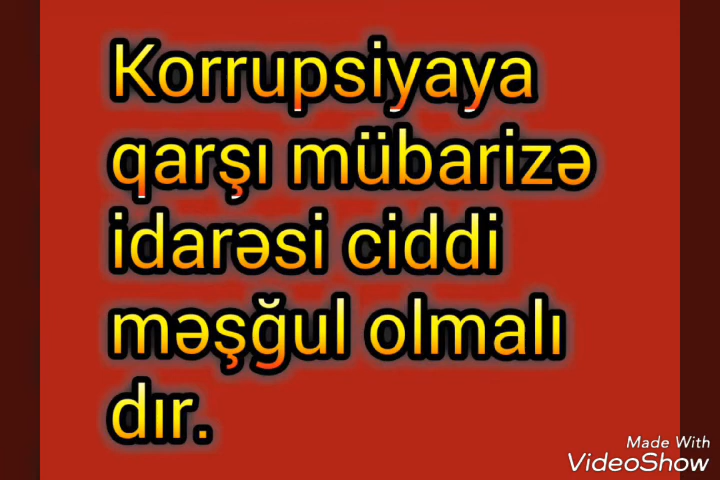 Korrupsiyaya
qarşı mübarizə
idarəsi ciddi
məşğul olmalı
dır.
Made With
VideoShow